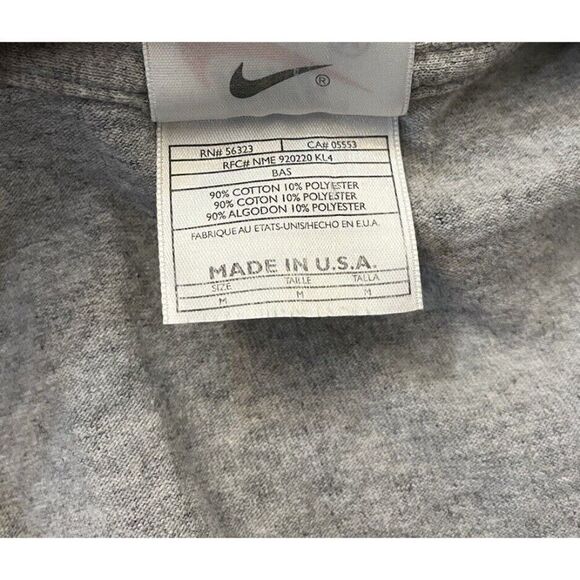 ®
RN# 56323 CA# 05553
RFC# NME 920220 KL4
BAS
90% COTTON 10% POLYESTER
90% COTON 10% POLYESTER
90% ALGODON 10% POLYESTER
FABRIQUE AU ETATS-UNIS/HECHO EN E.U.A.
MADE IN U.S.A.
SIZE TAILLE TALLA
M M M